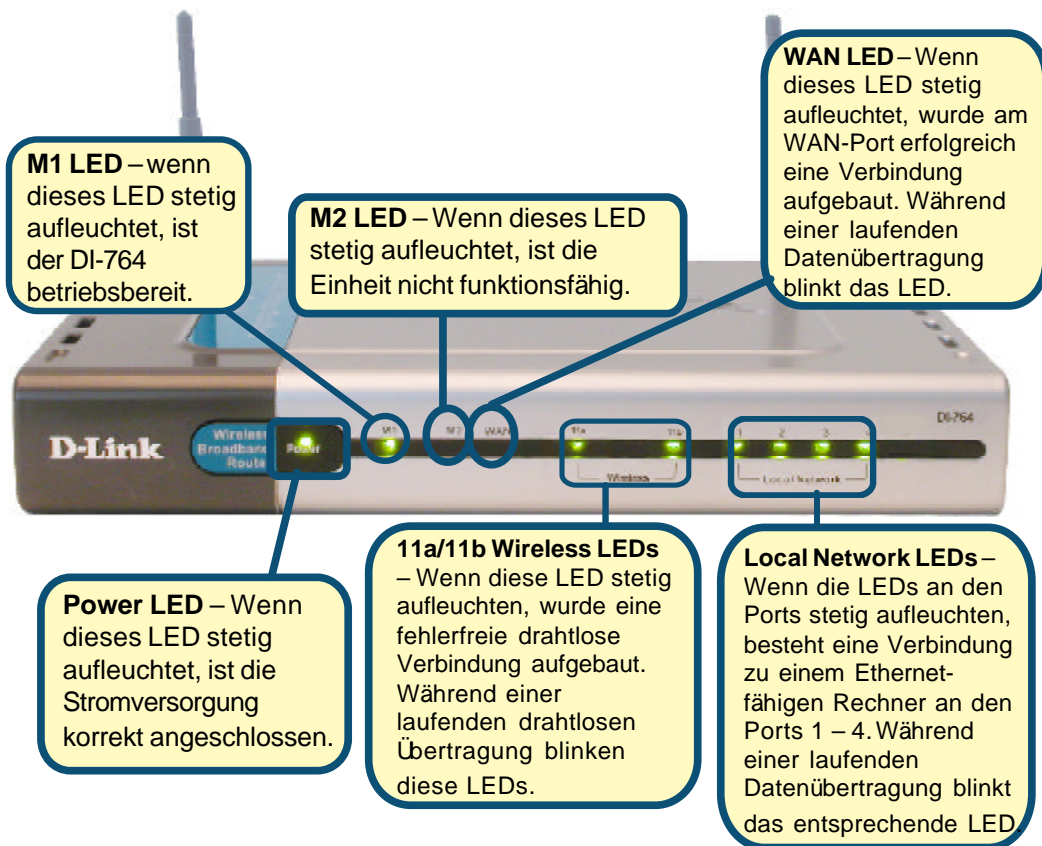 WAN LED – Wenn
dieses LED stetig
aufleuchtet, wurde am
WAN-Port erfolgreich
eine Verbindung
aufgebaut. Während
einer laufenden
Datenübertragung
blinkt das LED.
M1 LED – wenn
dieses LED stetig
aufleuchtet, ist
der DI-764
betriebsbereit.
M2 LED – Wenn dieses LED
stetig aufleuchtet, ist die
Einheit nicht funktionsfähig.
DI-764
D-Link
Wireless
Broadband
Router
Power
M1
M2
WAN
11a
11b
Wireless
1 2 3 4
Local Network
Power LED – Wenn
dieses LED stetig
aufleuchtet, ist die
Stromversorgung
korrekt angeschlossen.
11a/11b Wireless LEDs
– Wenn diese LED stetig
aufleuchten, wurde eine
fehlerfreie drahtlose
Verbindung aufgebaut.
Während einer
laufenden drahtlosen
Übertragung blinken
diese LEDs.
Local Network LEDs –
Wenn die LEDs an den
Ports stetig aufleuchten,
besteht eine Verbindung
zu einem Ethernet-
fähigen Rechner an den
Ports 1 – 4. Während
einer laufenden
Datenübertragung blinkt
das entsprechende LED.